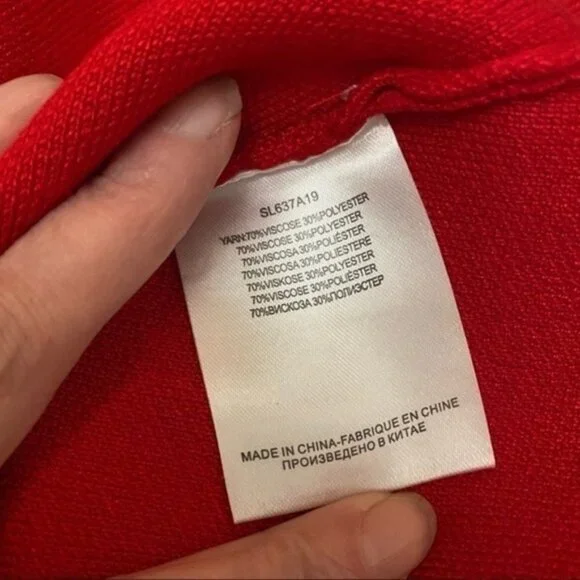 SL637A19
YARN:70%VISCOSE 30%POLYESTER
70%VISCOSE 30%POLYESTER
70%VISCOSA 30%POLIÉSTER
70%VISCOSA 30%POLIESTERE
70%VISKOSE 30%POLYESTER
70%VISCOSE 30%POLIÉSTER
70%ВИСКОЗА 30%ПОЛИЭСТЕР
MADE IN CHINA-FABRIQUE EN CHINE
ПРОИЗВЕДЕНО В КИТАЕ